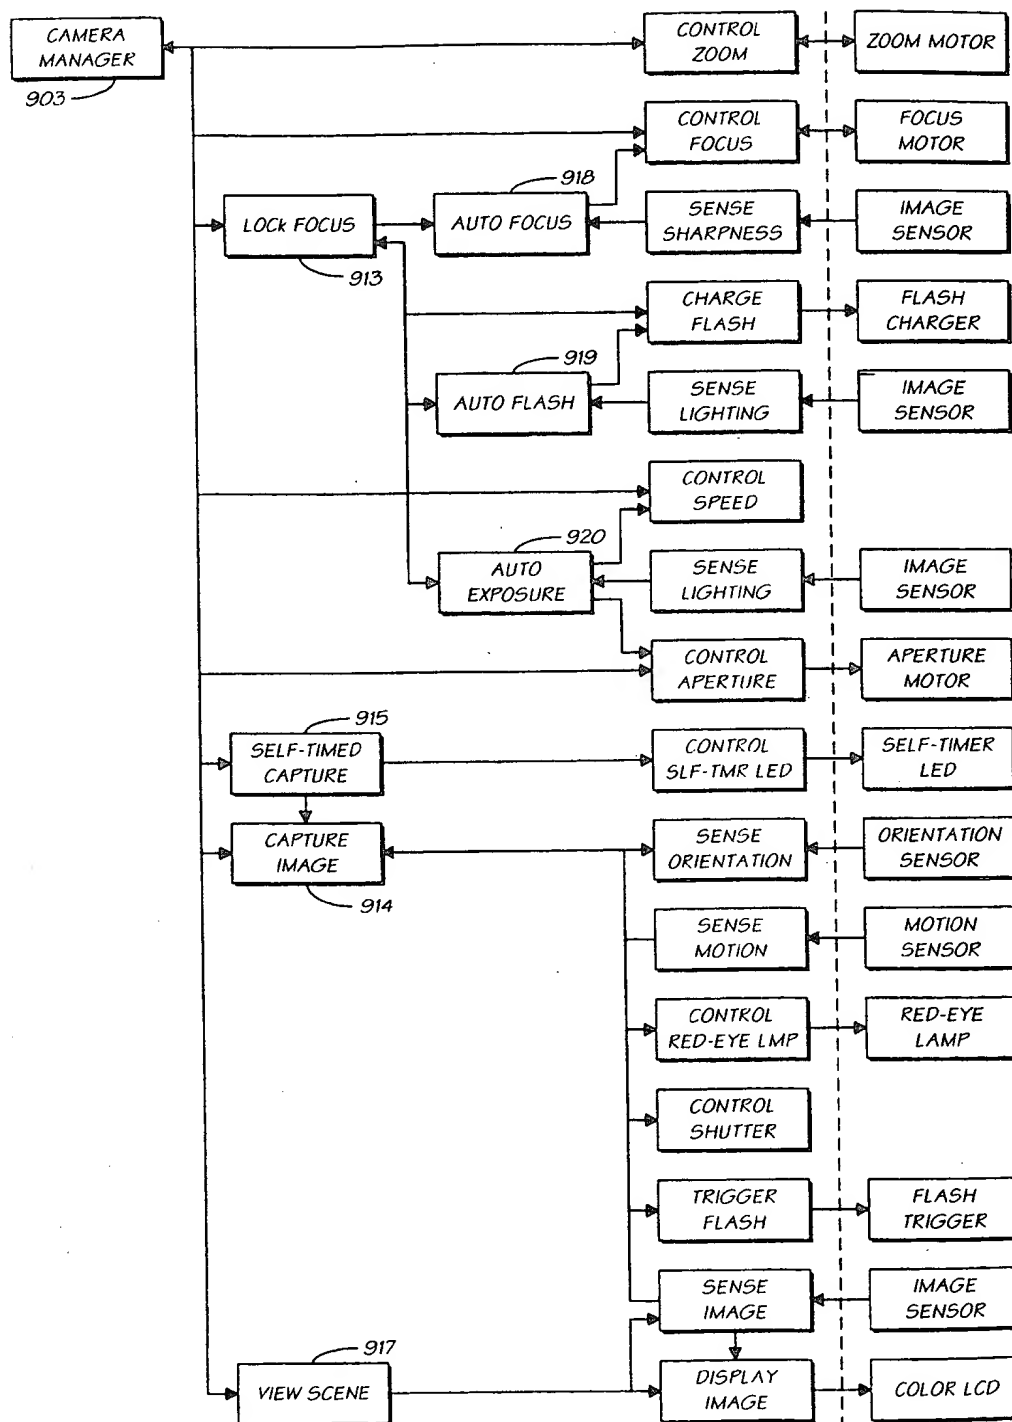 CAMERA
MANAGER
903
CONTROL
ZOOM
ZOOM MOTOR
CONTROL
FOCUS
FOCUS
MOTOR
918
LOCK FOCUS
913
AUTO FOCUS
SENSE
SHARPNESS
IMAGE
SENSOR
CHARGE
FLASH
FLASH
CHARGER
919
AUTO FLASH
SENSE
LIGHTING
IMAGE
SENSOR
CONTROL
SPEED
920
AUTO
EXPOSURE
SENSE
LIGHTING
IMAGE
SENSOR
CONTROL
APERTURE
APERTURE
MOTOR
915
SELF-TIMED
CAPTURE
CONTROL
SLF-TMR LED
SELF-TIMER
LED
CAPTURE
IMAGE
914
SENSE
ORIENTATION
ORIENTATION
SENSOR
SENSE
MOTION
MOTION
SENSOR
CONTROL
RED-EYE LMP
RED-EYE
LAMP
CONTROL
SHUTTER
TRIGGER
FLASH
FLASH
TRIGGER
SENSE
IMAGE
IMAGE
SENSOR
917
VIEW SCENE
DISPLAY
IMAGE
COLOR LCD